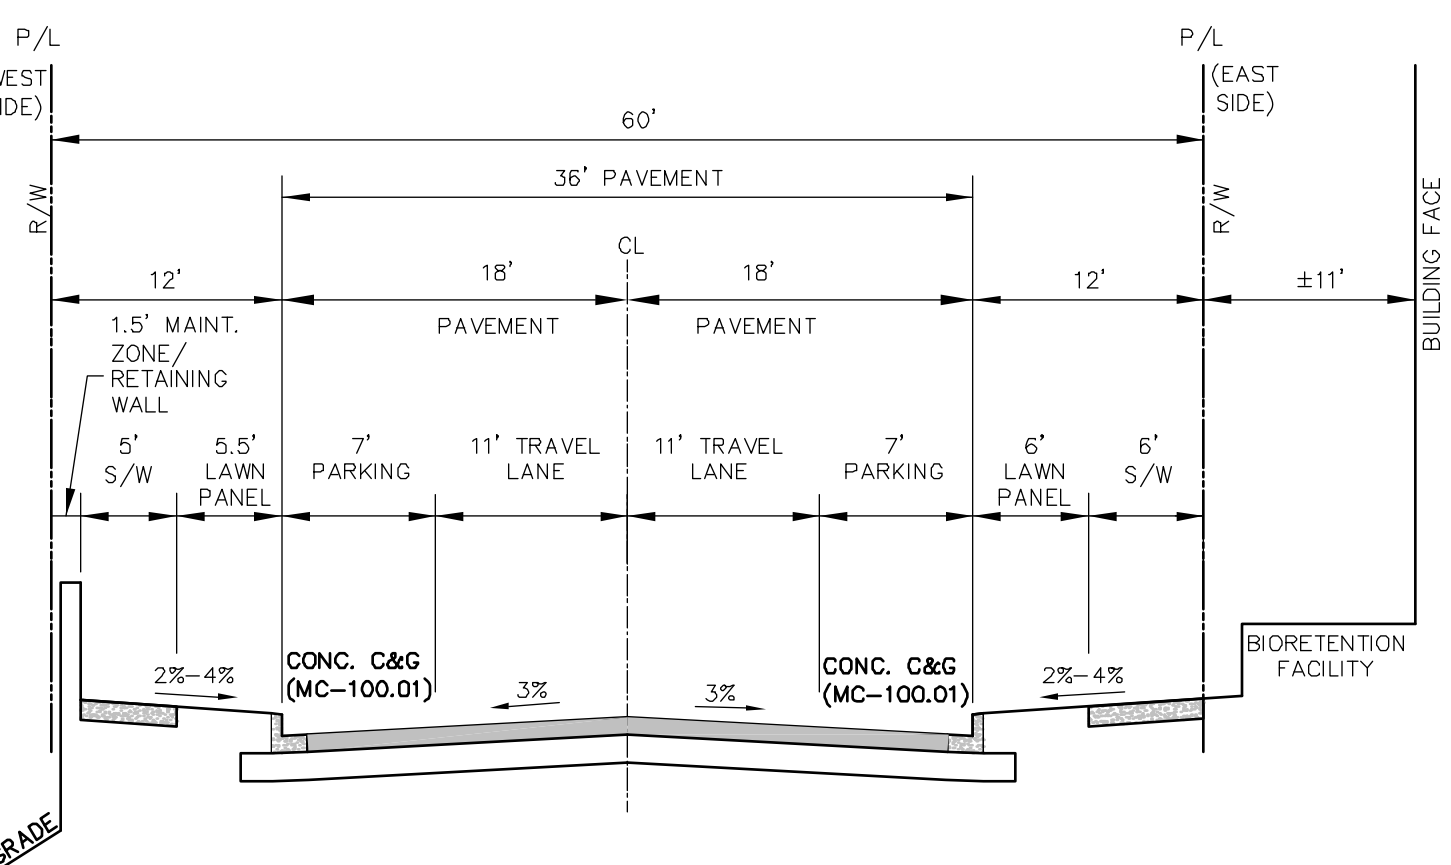 P/L
P/L
(EAST
SIDE)
60'
36' PAVEMENT
R/W
R/W
BUILDING FACE
CL
12'
18'
18'
12'
±11'
1.5' MAINT.
ZONE/
RETAINING
WALL
PAVEMENT
PAVEMENT
5'
S/W
5.5'
LAWN
PANEL
7'
PARKING
11' TRAVEL
LANE
11' TRAVEL
LANE
7'
PARKING
6'
LAWN
PANEL
6'
S/W
BIORETENTION
FACILITY
2%–4%
CONC. C&G
(MC–100.01)
3%
3%
CONC. C&G
(MC–100.01)
2%–4%
GRADE